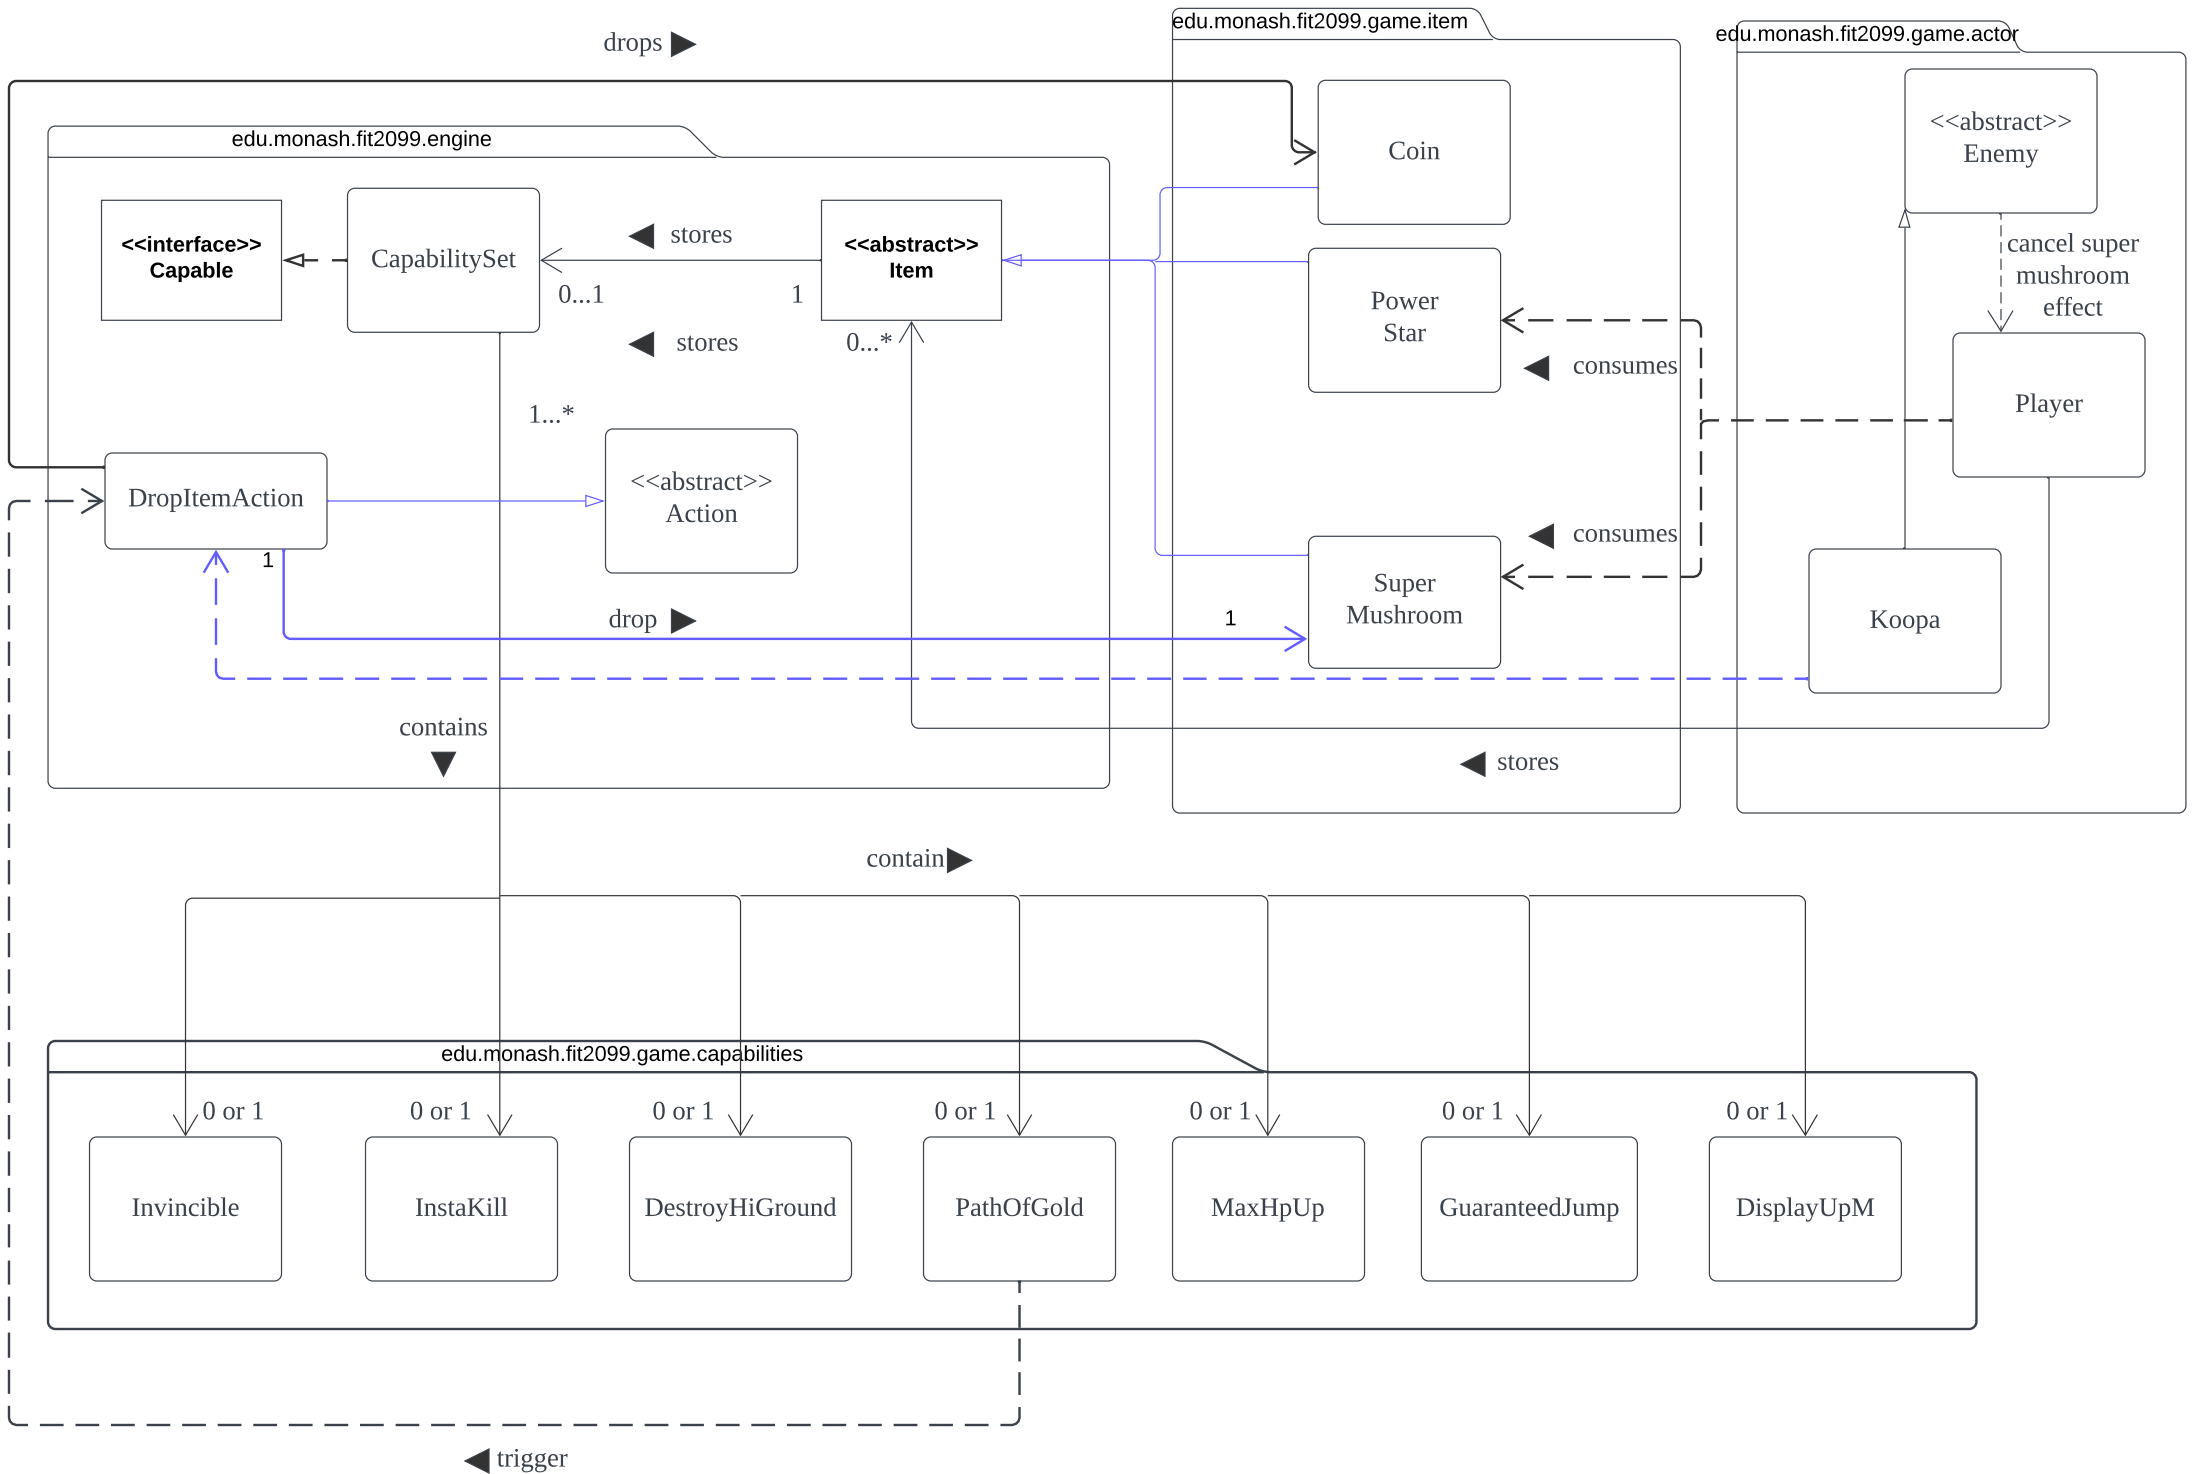 drops
edu.monash.fit2099.game.item
edu.monash.fit2099.game.actor
edu.monash.fit2099.engine
Coin
<<abstract>>
Enemy
<<interface>>
Capable
CapabilitySet
stores
<<abstract>>
Item
0...1
1
cancel super
mushroom
effect
Power
Star
stores
0...*
consumes
Player
1...*
DropItemAction
<<abstract>>
Action
consumes
1
drop
1
Super
Mushroom
Koopa
contains
stores
contain
edu.monash.fit2099.game.capabilities
0 or 1
0 or 1
0 or 1
0 or 1
0 or 1
0 or 1
0 or 1
Invincible
InstaKill
DestroyHiGround
PathOfGold
MaxHpUp
GuaranteedJump
DisplayUpM
trigger